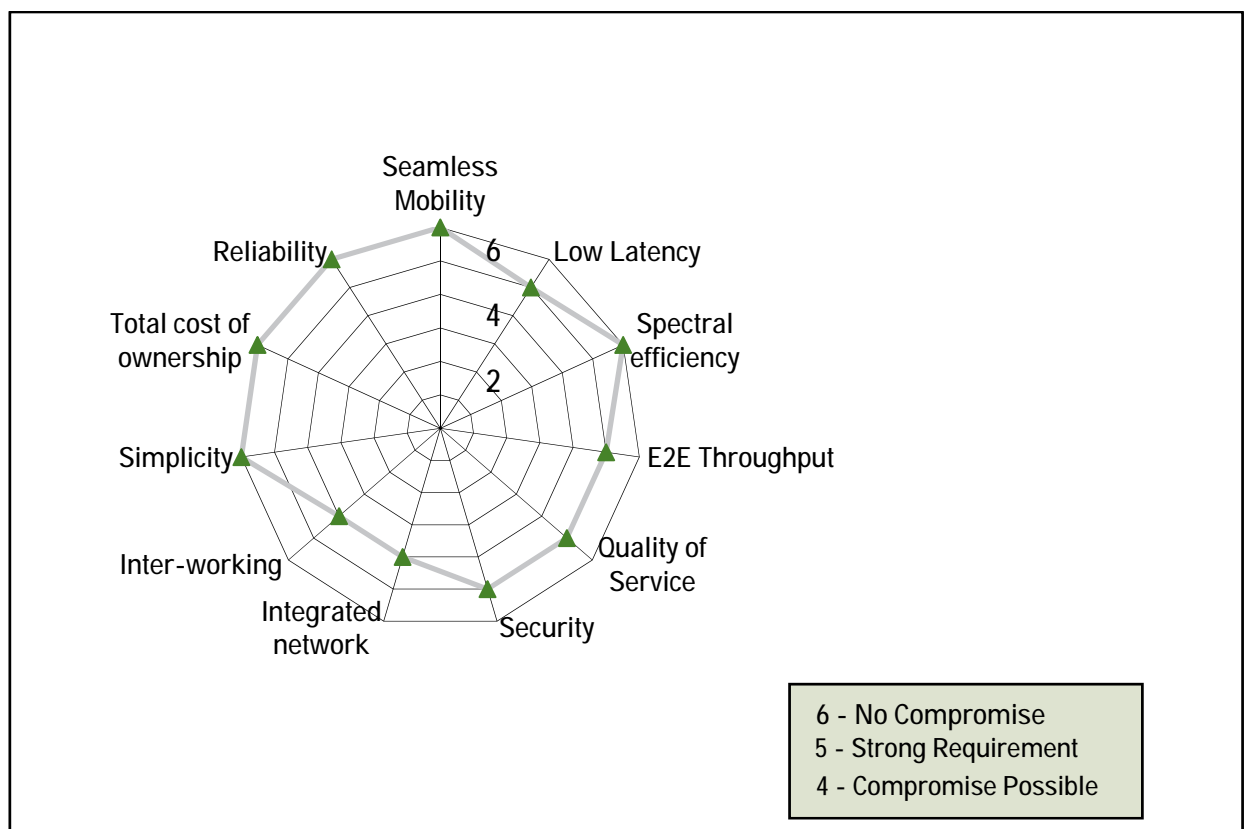 Seamless
Mobility
Reliability
6
Low Latency
Total cost of
ownership
4
Spectral
efficiency
2
Simplicity
E2E Throughput
Inter-working
Quality of
Service
Integrated
network
Security
6 - No Compromise
5 - Strong Requirement
4 - Compromise Possible